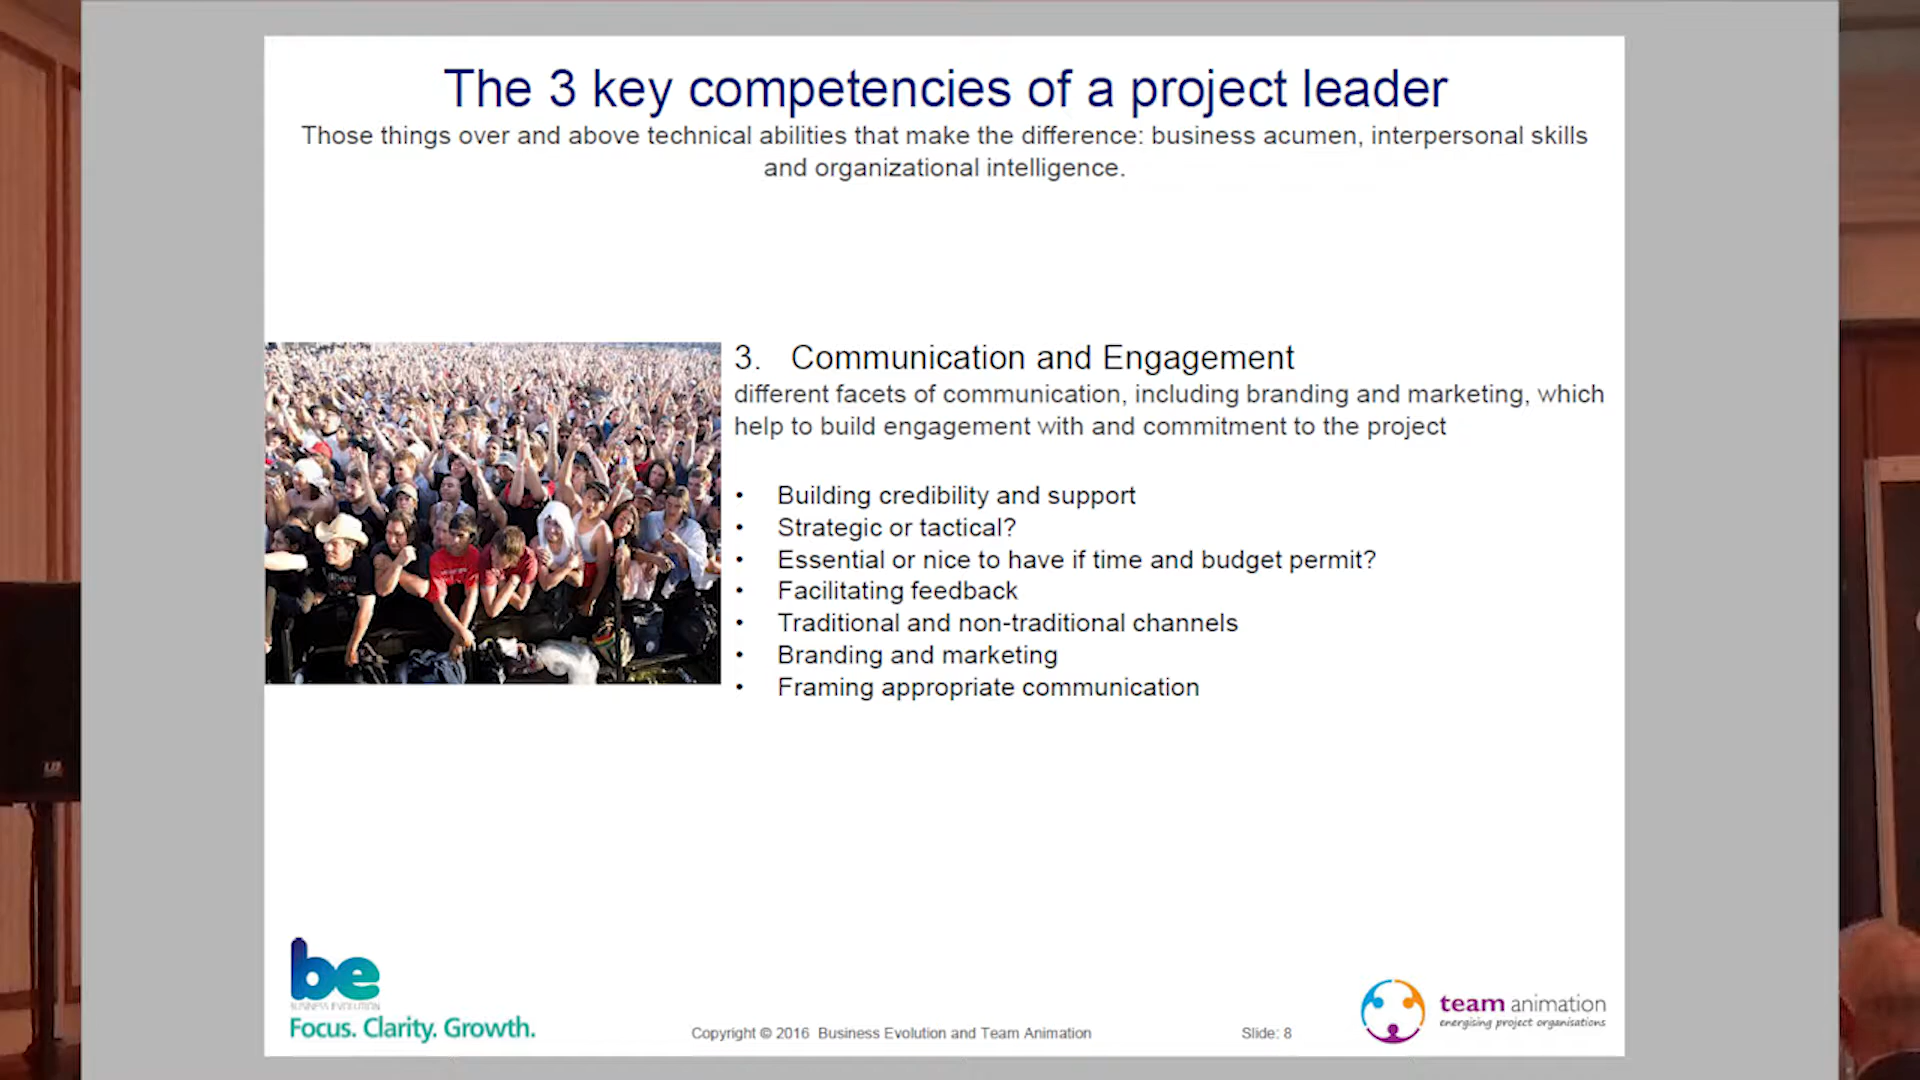 The 3 key competencies of a project leader
Those things over and above technical abilities that make the difference: business acumen, interpersonal skills
and organizational intelligence.
3. Communication and Engagement
different facets of communication, including branding and marketing, which
help to build engagement with and commitment to the project
• Building credibility and support
• Strategic or tactical?
• Essential or nice to have if time and budget permit?
• Facilitating feedback
• Traditional and non-traditional channels
• Branding and marketing
• Framing appropriate communication
be
BUSINESS EVOLUTION
Focus. Clarity. Growth.
Copyright © 2016 Business Evolution and Team Animation
Slide: 8
team animation
energising project organisations